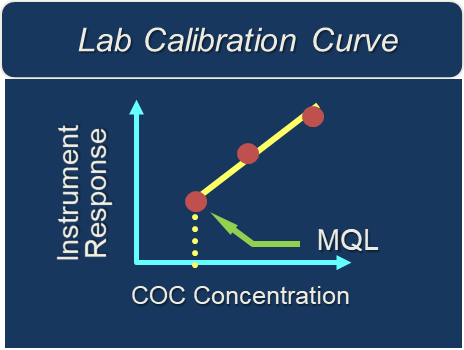 Lab Calibration Curve
Instrument
Response
MQL
COC Concentration